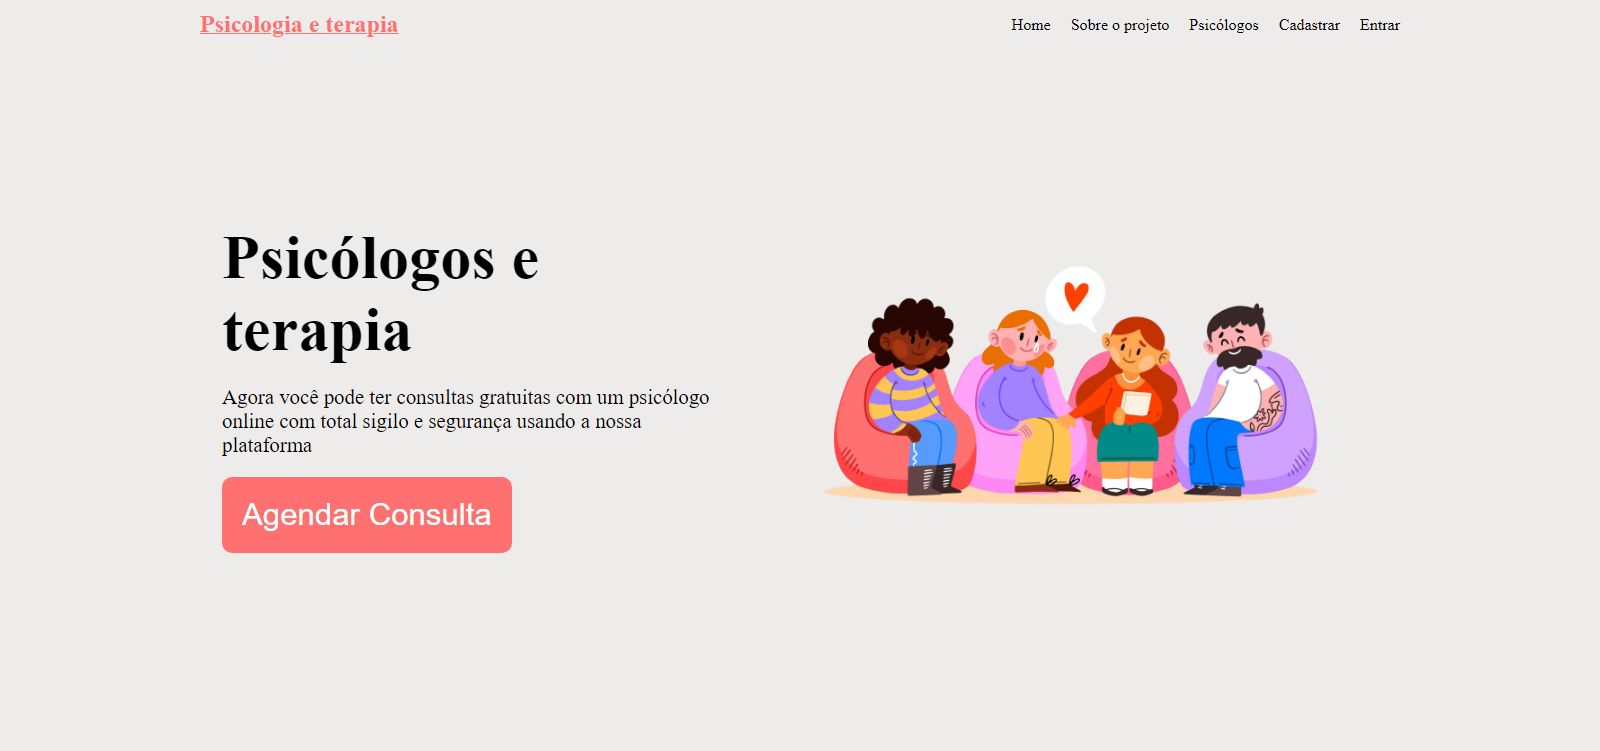 Psicologia e terapia
Home Sobre o projeto Psicólogos Cadastrar Entrar
Psicólogos e
terapia
Agora você pode ter consultas gratuitas com um psicólogo
online com total sigilo e segurança usando a nossa
plataforma
Agendar Consulta